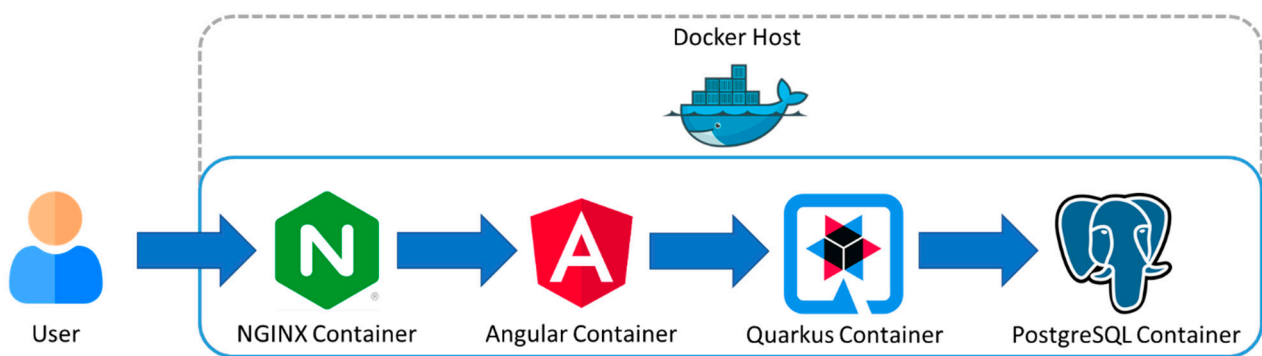 Docker Host
N
®
A
User
NGINX Container
Angular Container
Quarkus Container
PostgreSQL Container